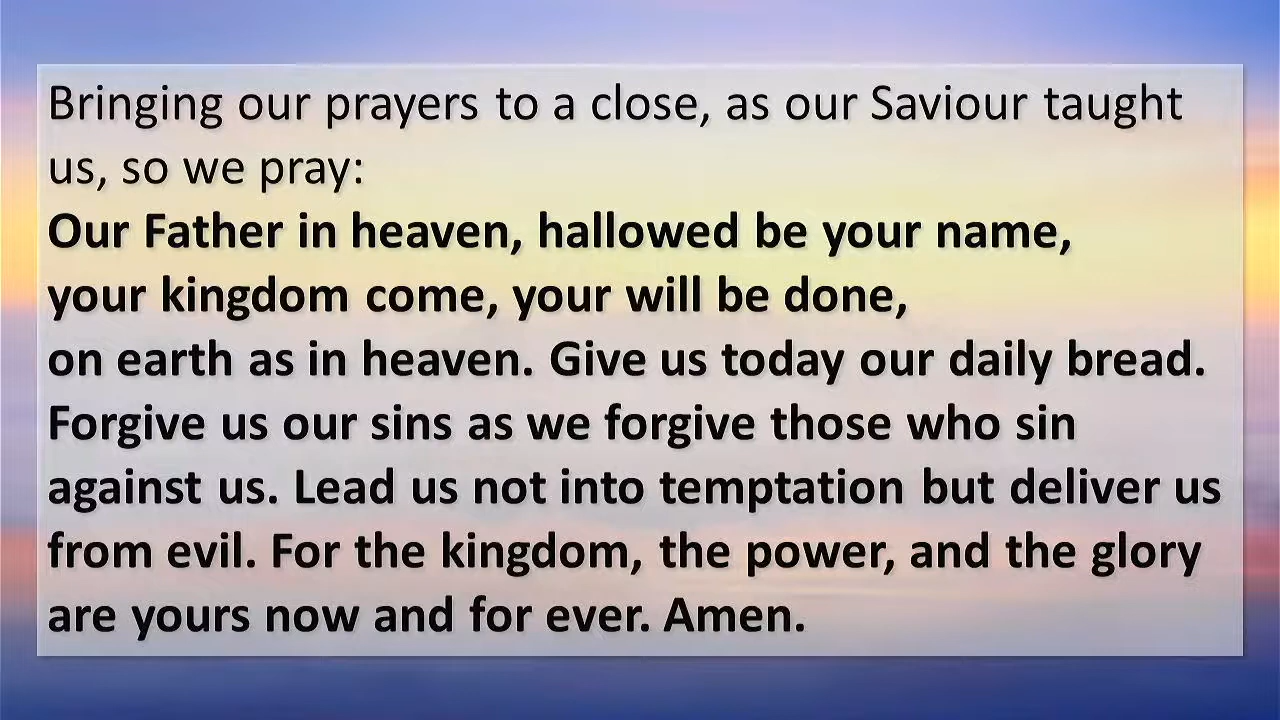 Bringing our prayers to a close, as our Saviour taught
us, so we pray:
Our Father in heaven, hallowed be your name,
your kingdom come, your will be done,
on earth as in heaven. Give us today our daily bread.
Forgive us our sins as we forgive those who sin
against us. Lead us not into temptation but deliver us
from evil. For the kingdom, the power, and the glory
are yours now and for ever. Amen.